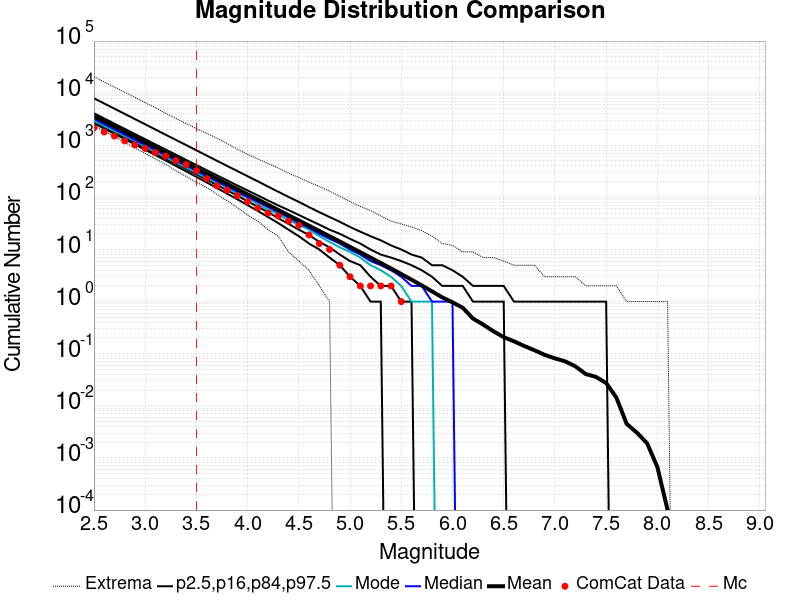 Magnitude Distribution Comparison
10^5
10^4
10^3
10^2
10^1
10^0
10^-1
10^-2
10^-3
10^-4
Cumulative Number
2.5 3.0 3.5 4.0 4.5 5.0 5.5 6.0 6.5 7.0 7.5 8.0 8.5 9.0
Magnitude
Extrema p2.5,p16,p84,p97.5 Mode Median Mean ComCat Data Mc